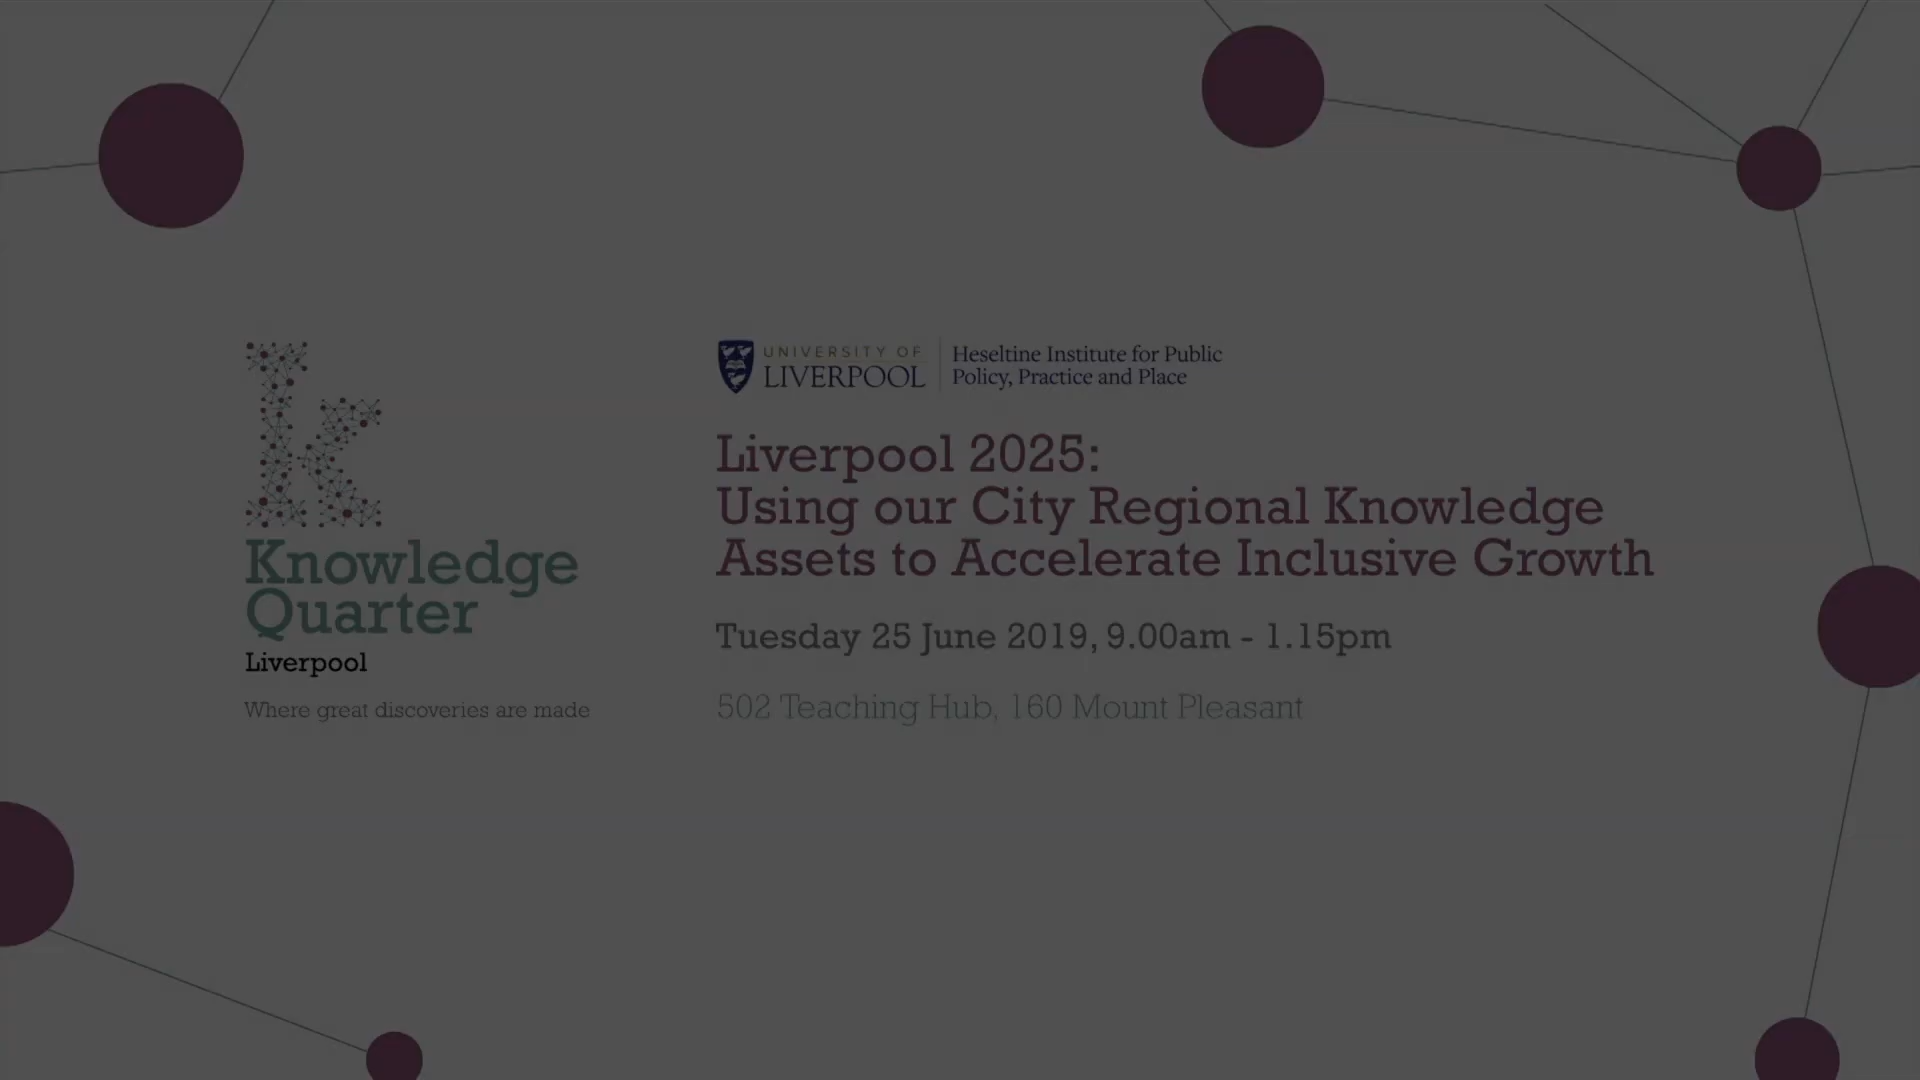 Knowledge
Quarter
Liverpool
Where great discoveries are made
UNIVERSITY OF
LIVERPOOL
Heseltine Institute for Public
Policy, Practice and Place
Liverpool 2025:
Using our City Regional Knowledge
Assets to Accelerate Inclusive Growth
Tuesday 25 June 2019, 9.00am - 1.15pm
502 Teaching Hub, 160 Mount Pleasant